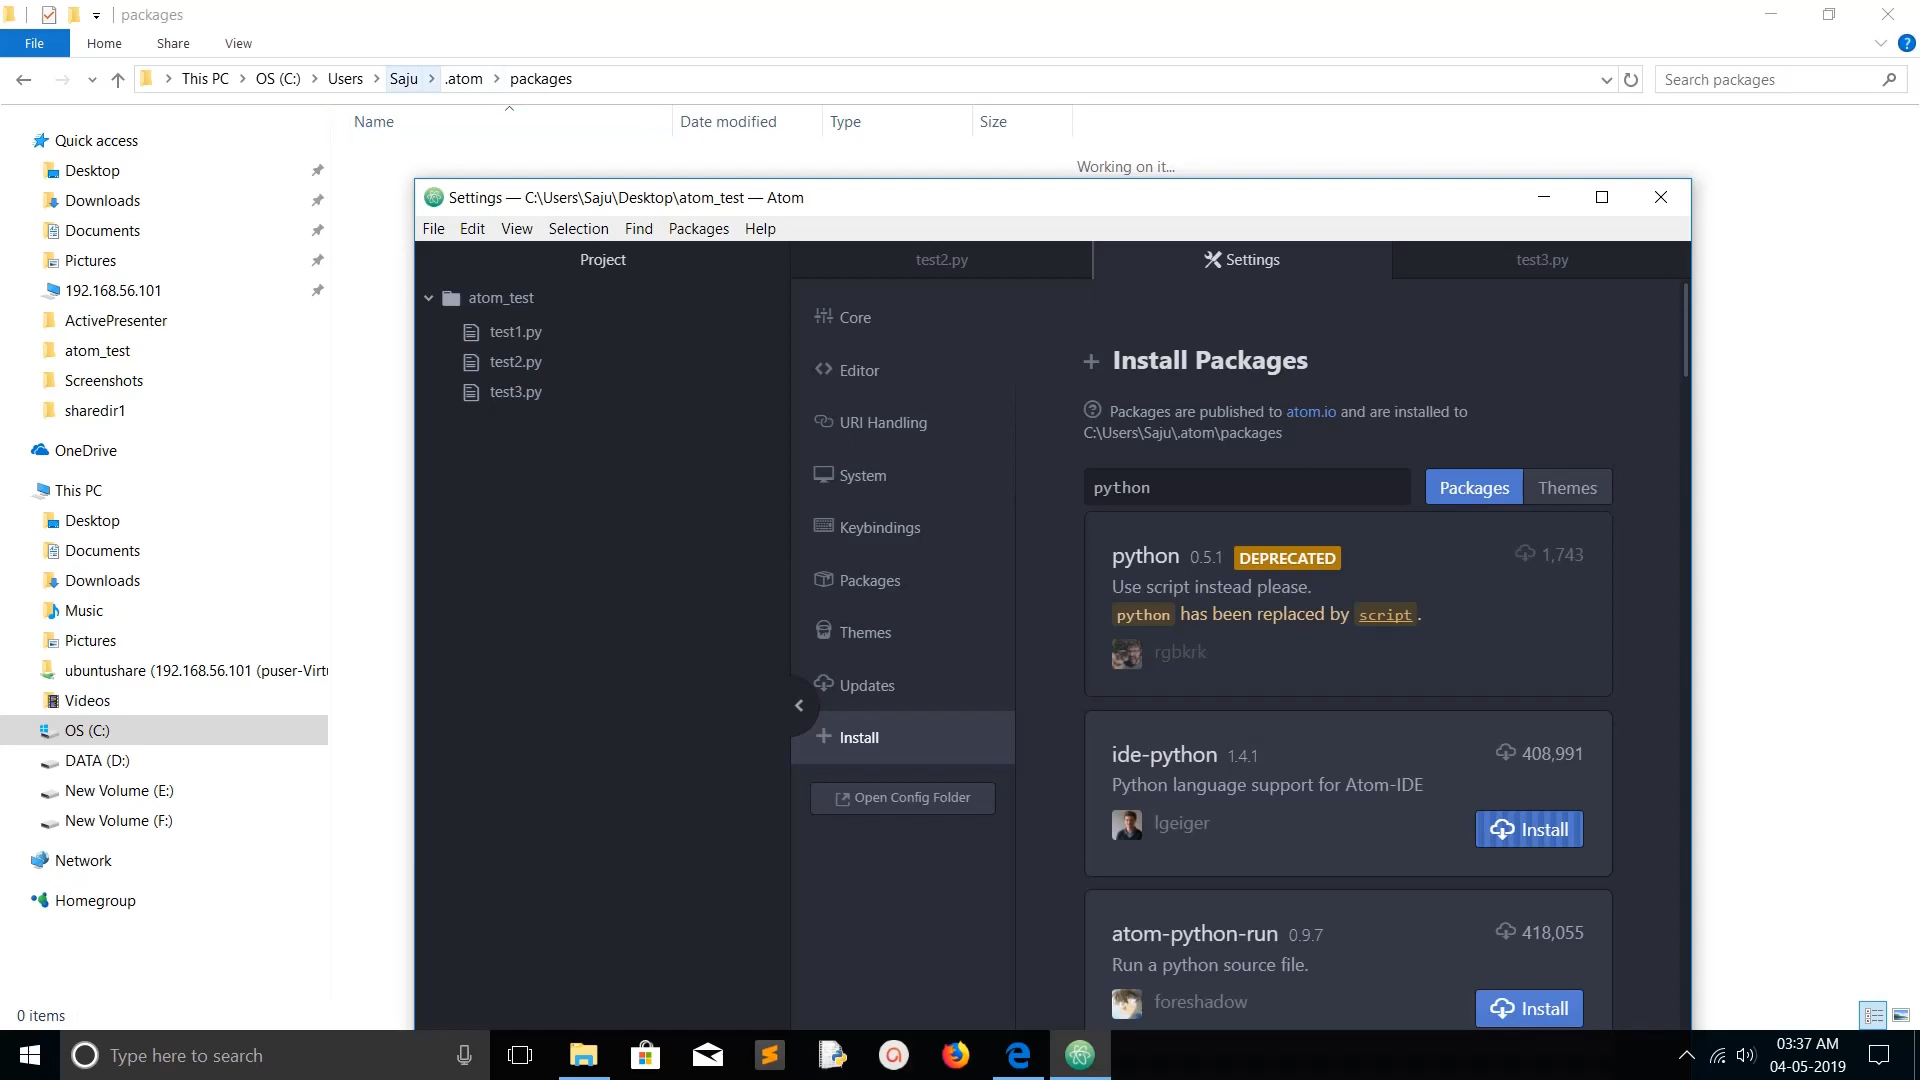 packages
File
Home
Share
View
This PC
OS (C:)
Users
Saju
.atom
packages
Search packages
Name
Date modified
Type
Size
Working on it...
Quick access
Desktop
Downloads
Documents
Pictures
192.168.56.101
ActivePresenter
atom_test
Screenshots
sharedir1
OneDrive
This PC
Desktop
Documents
Downloads
Music
Pictures
ubuntushare (192.168.56.101 (puser-Virtu
Videos
OS (C:)
DATA (D:)
New Volume (E:)
New Volume (F:)
Network
Homegroup
0 items
Settings — C:\Users\Saju\Desktop\atom_test — Atom
File Edit View Selection Find Packages Help
Project
atom_test
test1.py
test2.py
test3.py
test2.py
Settings
test3.py
Core
Editor
URI Handling
System
Keybindings
Packages
Themes
Updates
Install
Open Config Folder
Install Packages
Packages are published to atom.io and are installed to
C:\Users\Saju\.atom\packages
python
Packages
Themes
python 0.5.1 DEPRECATED
1,743
Use script instead please.
python has been replaced by script.
rgbkrk
ide-python 1.4.1
408,991
Python language support for Atom-IDE
lgeiger
Install
atom-python-run 0.9.7
418,055
Run a python source file.
foreshadow
Install
Type here to search
03:37 AM
04-05-2019